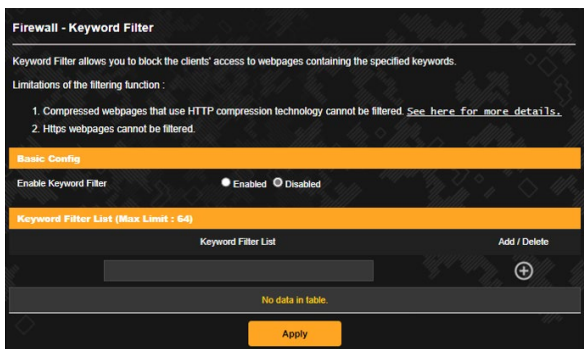 Firewall - Keyword Filter
Keyword Filter allows you to block the clients' access to webpages containing the specified keywords.
Limitations of the filtering function :
1. Compressed webpages that use HTTP compression technology cannot be filtered. See here for more details.
2. Https webpages cannot be filtered.
Basic Config
Enable Keyword Filter Enabled Disabled
Keyword Filter List (Max Limit : 64)
Keyword Filter List Add / Delete
No data in table.
Apply